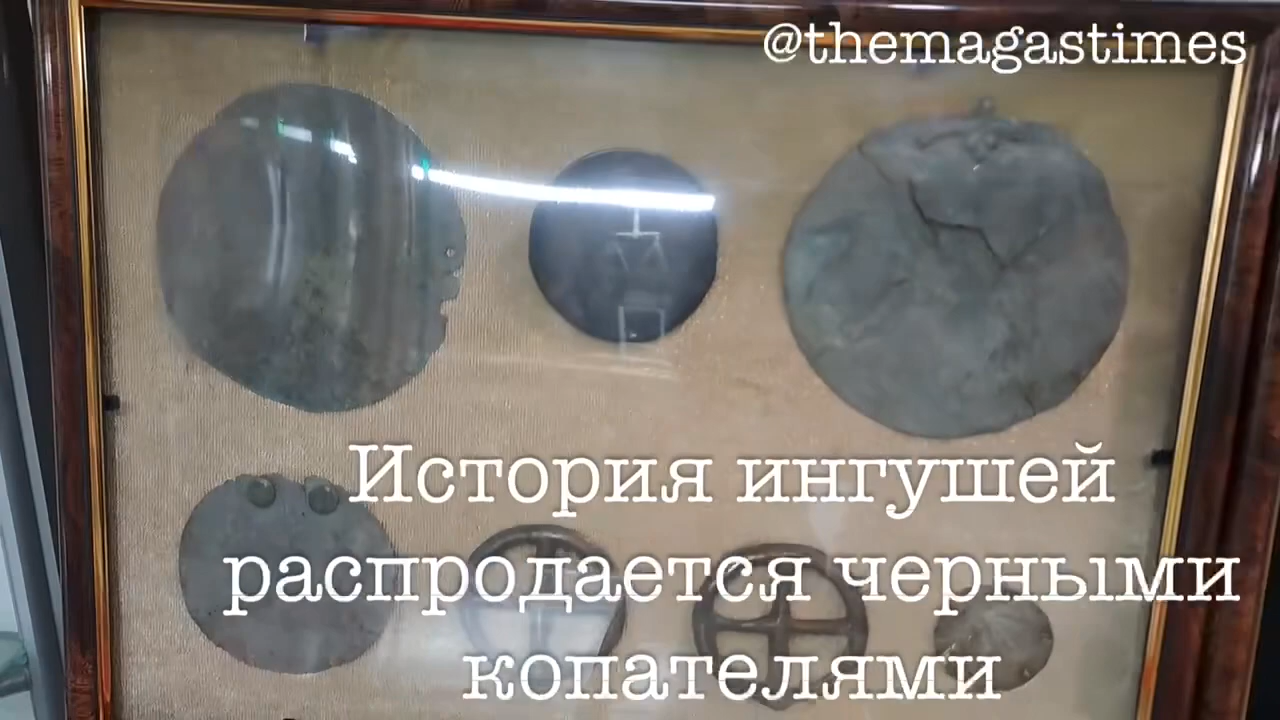 @themagastimes
История ингушей
распродается черными
копателями